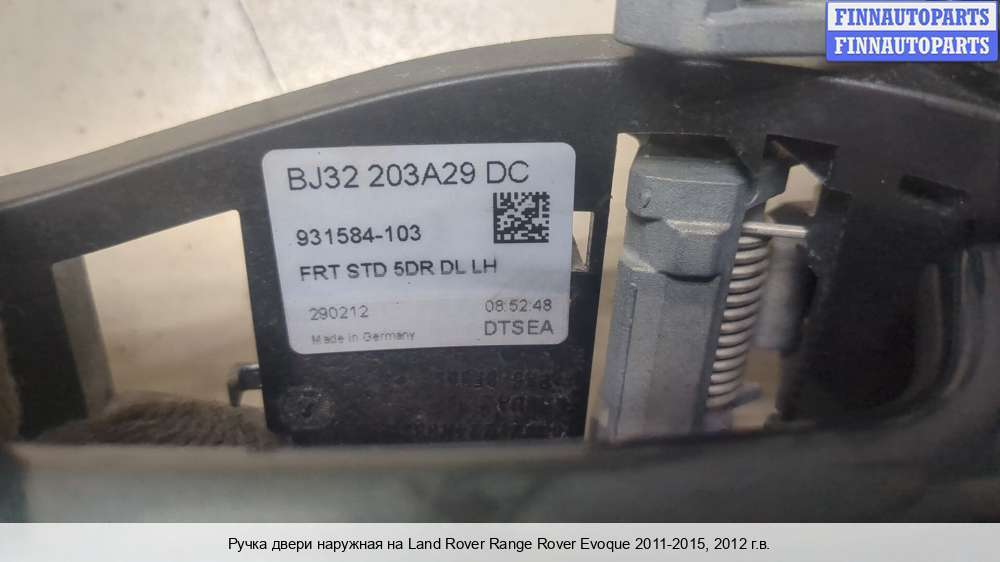 FINNAUTOPARTS
FINNAUTOPARTS
BJ32 203A29 DC
931584-103
FRT STD 5DR DL LH
290212 08:52:48
Made in Germany DTSEA
Ручка двери наружная на Land Rover Range Rover Evoque 2011-2015, 2012 г.в.